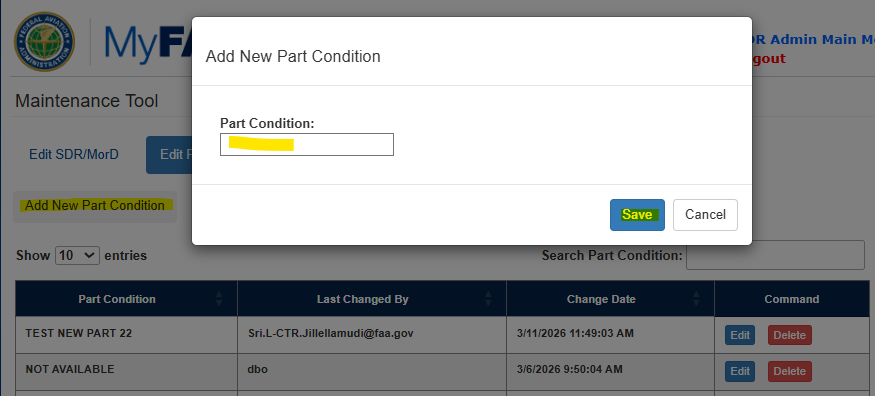 FEDERAL AVIATION
ADMINISTRATION
MyFA
DR Admin Main M
gout
Add New Part Condition
Maintenance Tool
Part Condition:
Edit SDR/MorD
Edit
Add New Part Condition
Save
Cancel
Show 10 entries
Search Part Condition:
Part Condition Last Changed By Change Date Command
TEST NEW PART 22 Sri.L-CTR.Jillellamudi@faa.gov 3/11/2026 11:49:03 AM Edit Delete
NOT AVAILABLE dbo 3/6/2026 9:50:04 AM Edit Delete